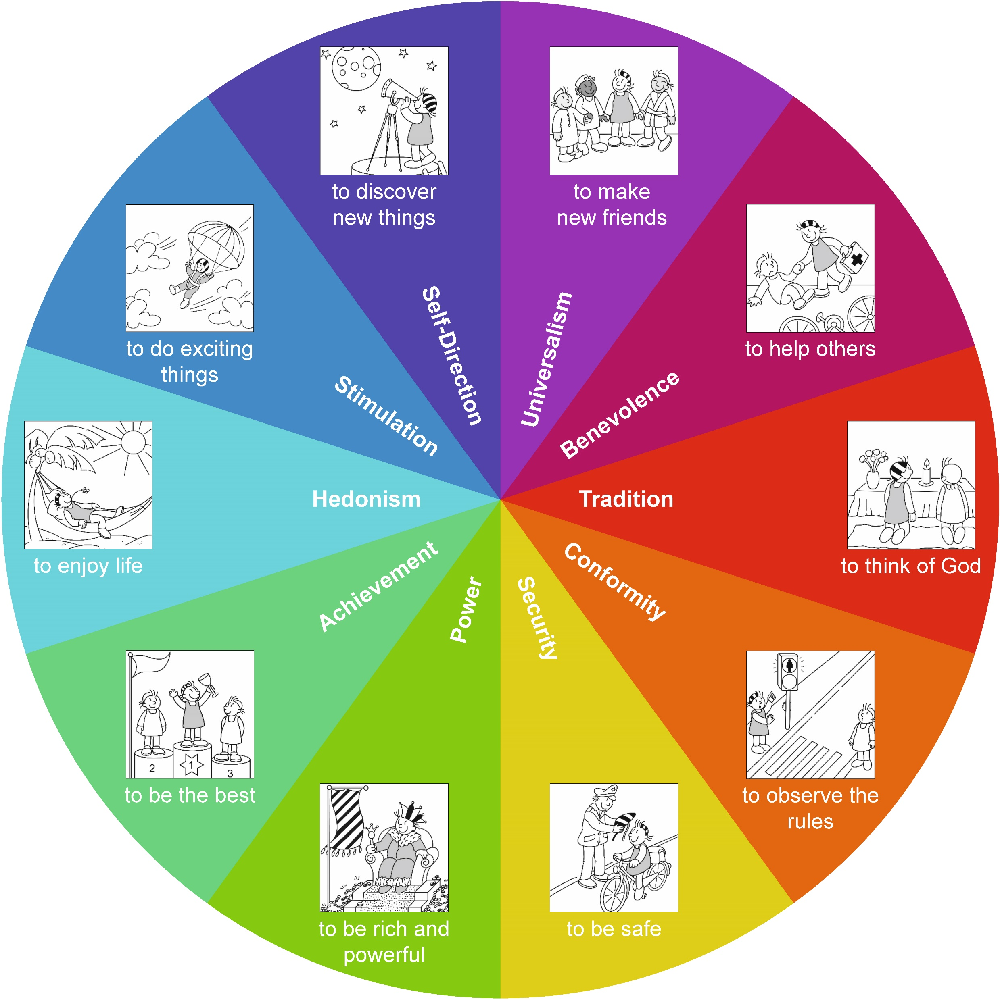 to discover
new things
Self-Direction
to make
new friends
Universalism
to help others
Benevolence
to think of God
Tradition
to observe the
rules
Conformity
to be safe
Security
to be rich and
powerful
Power
2
1
3
to be the best
Achievement
to enjoy life
Hedonism
to do exciting
things
Stimulation